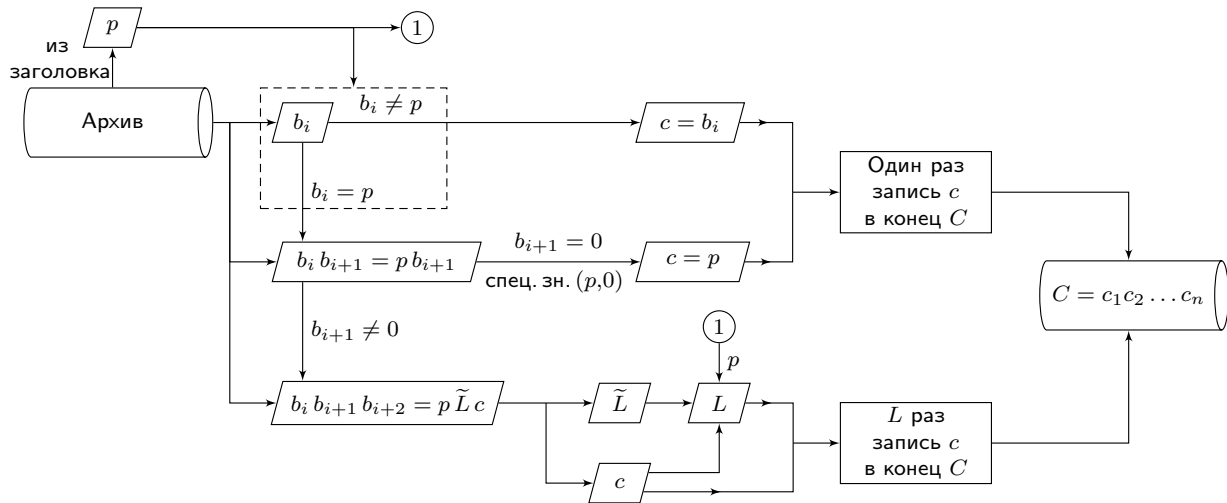 p
1
из
заголовка
Архив
b_i ≠ p
b_i
c = b_i
b_i = p
Один раз
запись c
в конец C
b_i b_{i+1} = p b_{i+1}
b_{i+1} = 0
спец. зн. (p,0)
c = p
C = c_1 c_2 … c_n
b_{i+1} ≠ 0
1
p
b_i b_{i+1} b_{i+2} = p L̃ c
L̃
L
L раз
запись c
в конец C
c